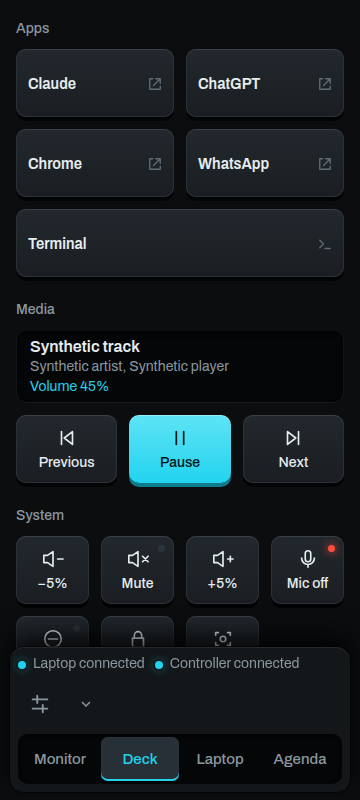 Apps
Claude
ChatGPT
Chrome
WhatsApp
Terminal
Media
Synthetic track
Synthetic artist, Synthetic player
Volume 45%
Previous
Pause
Next
System
−5%
Mute
+5%
Mic off
Laptop connected
Controller connected
Monitor
Deck
Laptop
Agenda